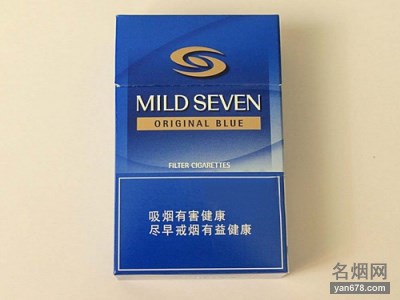 MILD SEVEN
ORIGINAL BLUE
FILTER CIGARETTES
吸烟有害健康
尽早戒烟有益健康
名烟网
yan678.com